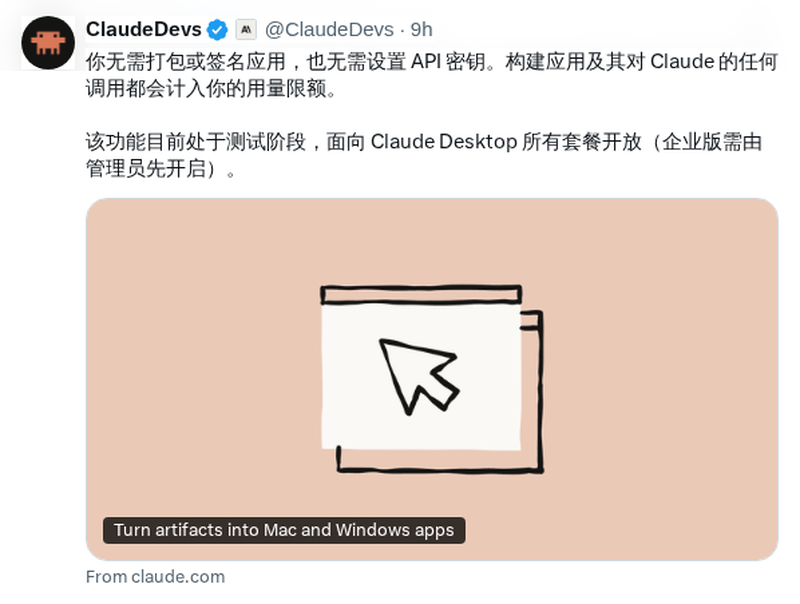 ClaudeDevs @ClaudeDevs · 9h
你无需打包或签名应用，也无需设置 API 密钥。构建应用及其对 Claude 的任何
调用都会计入你的用量限额。
该功能目前处于测试阶段，面向 Claude Desktop 所有套餐开放（企业版需由
管理员先开启）。
Turn artifacts into Mac and Windows apps
From claude.com